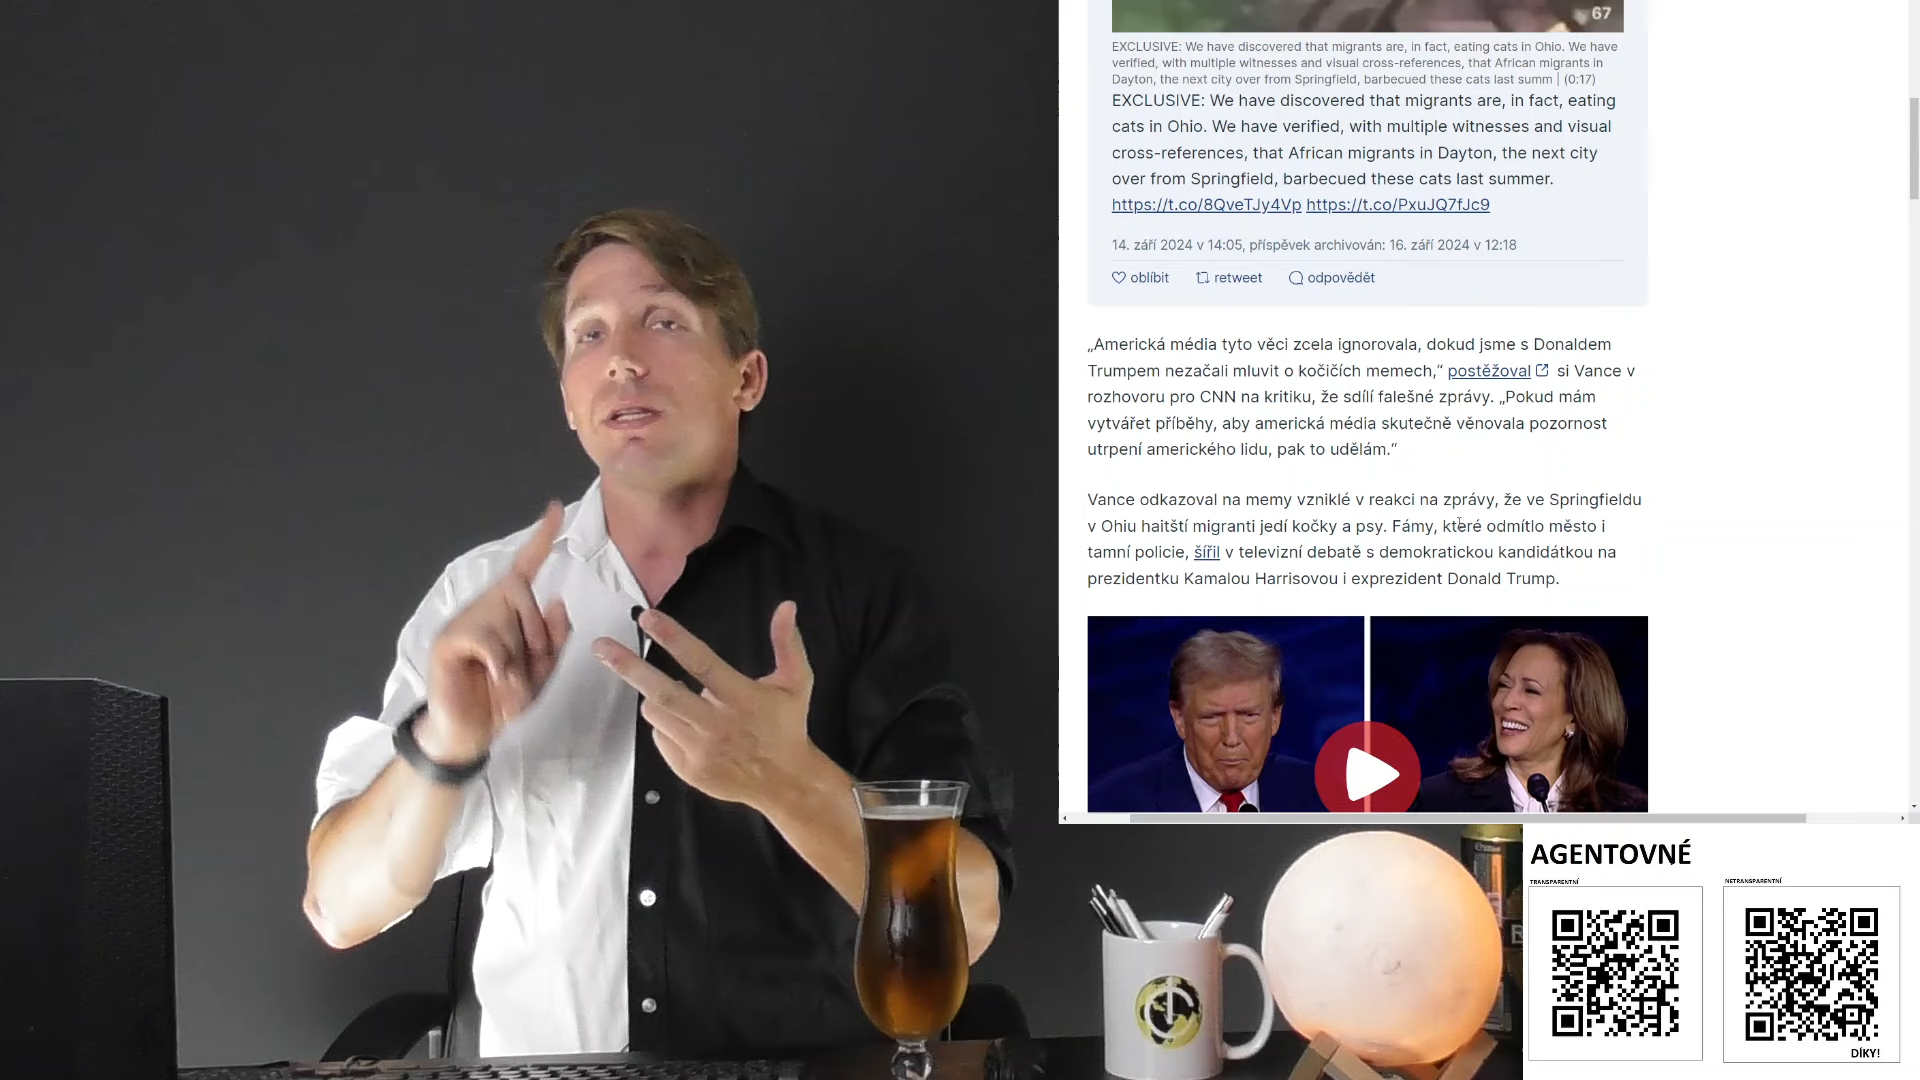 67
EXCLUSIVE: We have discovered that migrants are, in fact, eating cats in Ohio. We have
verified, with multiple witnesses and visual cross-references, that African migrants in
Dayton, the next city over from Springfield, barbecued these cats last summ | (0:17)
EXCLUSIVE: We have discovered that migrants are, in fact, eating
cats in Ohio. We have verified, with multiple witnesses and visual
cross-references, that African migrants in Dayton, the next city
over from Springfield, barbecued these cats last summer.
https://t.co/8QveTJy4Vp https://t.co/PxuJQ7fJc9
14. září 2024 v 14:05, příspěvek archivován: 16. září 2024 v 12:18
oblíbit retweet odpovědět
„Americká média tyto věci zcela ignorovala, dokud jsme s Donaldem
Trumpem nezačali mluvit o kočičích memech,“ postěžoval si Vance v
rozhovoru pro CNN na kritiku, že sdílí falešné zprávy. „Pokud mám
vytvářet příběhy, aby americká média skutečně věnovala pozornost
utrpení amerického lidu, pak to udělám.“
Vance odkazoval na memy vzniklé v reakci na zprávy, že ve Springfieldu
v Ohiu haitští migranti jedí kočky a psy. Fámy, které odmítlo město i
tamní policie, šířil v televizní debatě s demokratickou kandidátkou na
prezidentku Kamalou Harrisovou i exprezident Donald Trump.
AGENTOVNÉ
TRANSPARENTNÍ
NETRANSPARENTNÍ
DÍKY!